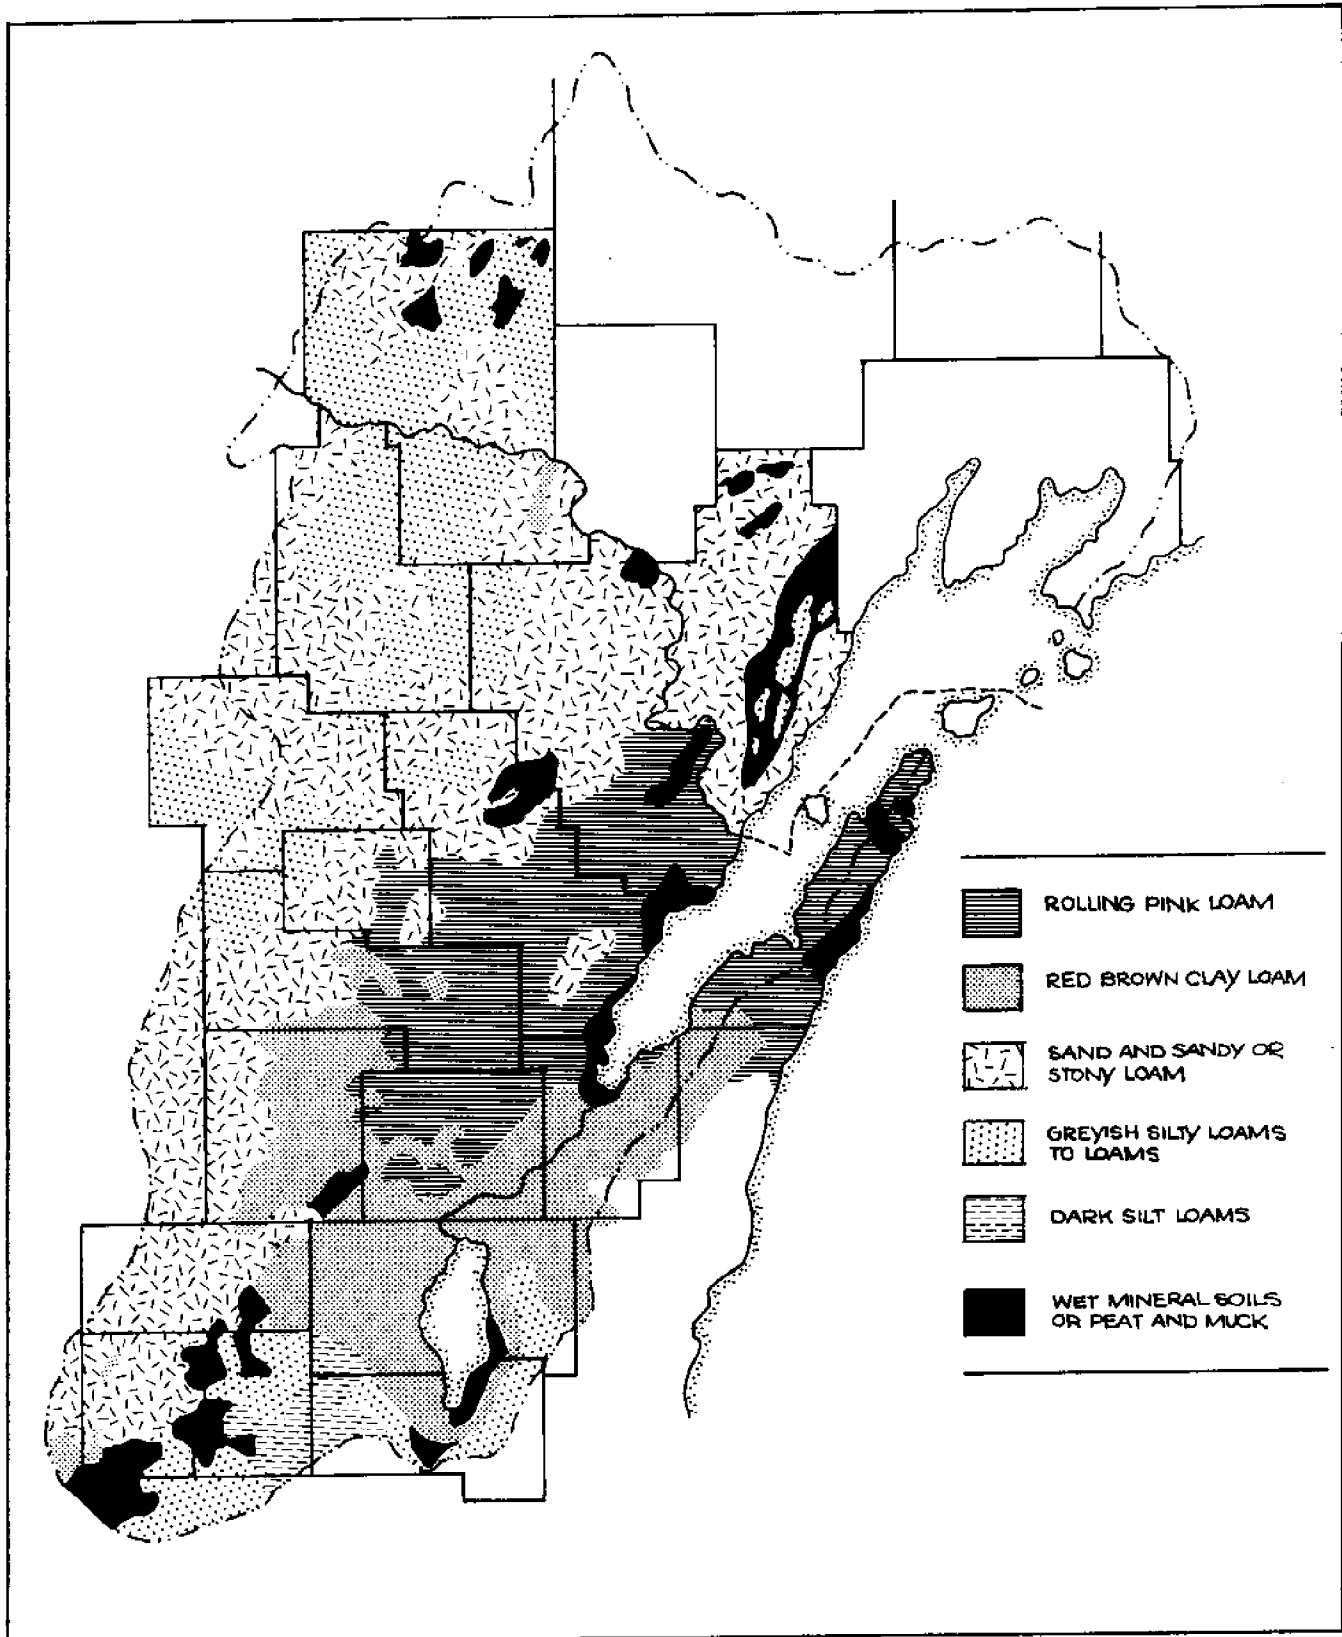 ROLLING PINK LOAM
RED BROWN CLAY LOAM
SAND AND SANDY OR
STONY LOAM
GREYISH SILTY LOAMS
TO LOAMS
DARK SILT LOAMS
WET MINERAL SOILS
OR PEAT AND MUCK